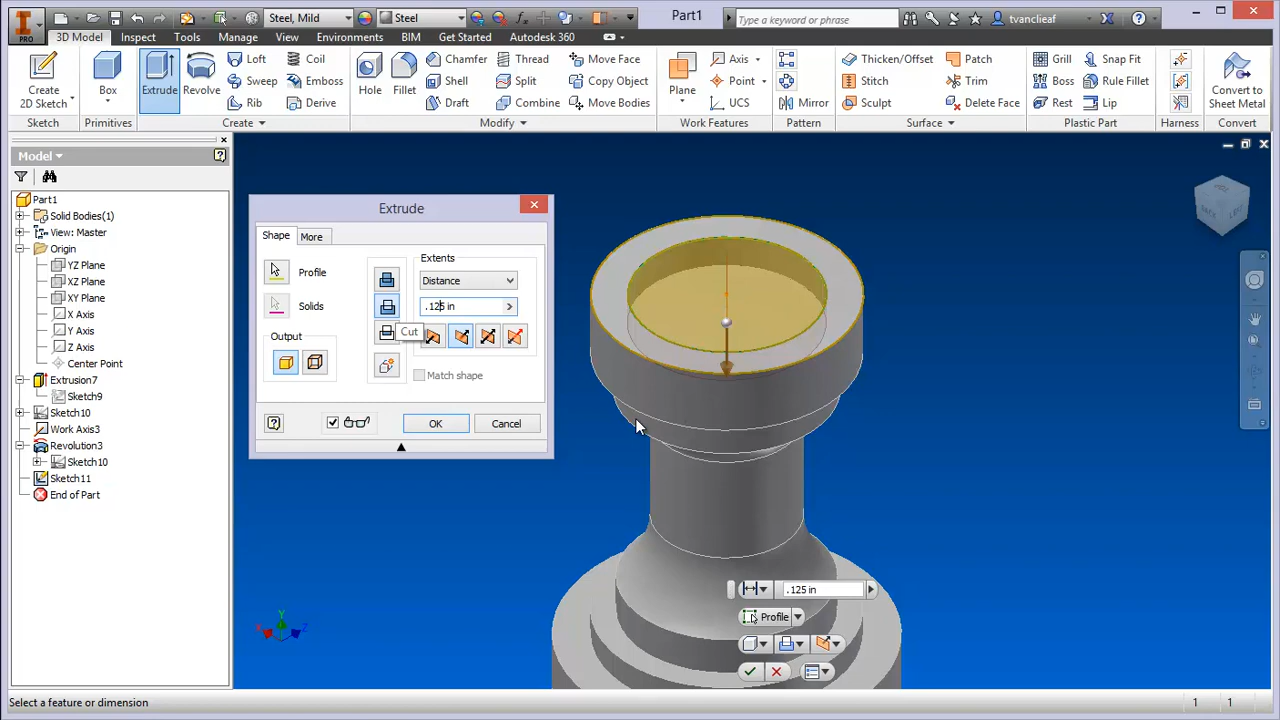 Steel, Mild
Steel
Part1
Type a keyword or phrase
tvanclieaf
PRO
3D Model
Inspect
Tools
Manage
View
Environments
BIM
Get Started
Autodesk 360
Create
2D Sketch
Sketch
Box
Primitives
Extrude
Revolve
Loft
Sweep
Rib
Coil
Emboss
Derive
Create
Hole
Fillet
Chamfer
Shell
Draft
Thread
Split
Combine
Move Face
Copy Object
Move Bodies
Modify
Plane
Axis
Point
UCS
Work Features
Mirror
Pattern
Thicken/Offset
Stitch
Sculpt
Patch
Trim
Delete Face
Surface
Grill
Boss
Rest
Snap Fit
Rule Fillet
Lip
Plastic Part
Harness
Convert to
Sheet Metal
Convert
Model
Part1
Solid Bodies(1)
View: Master
Origin
YZ Plane
XZ Plane
XY Plane
X Axis
Y Axis
Z Axis
Center Point
Extrusion7
Sketch9
Sketch10
Work Axis3
Revolution3
Sketch10
Sketch11
End of Part
Extrude
Shape
More
Profile
Solids
Output
Extents
Distance
.125 in
Cut
Match shape
OK
Cancel
BACK
LEFT
.125 in
Profile
X
Y
Z
Select a feature or dimension
1
1